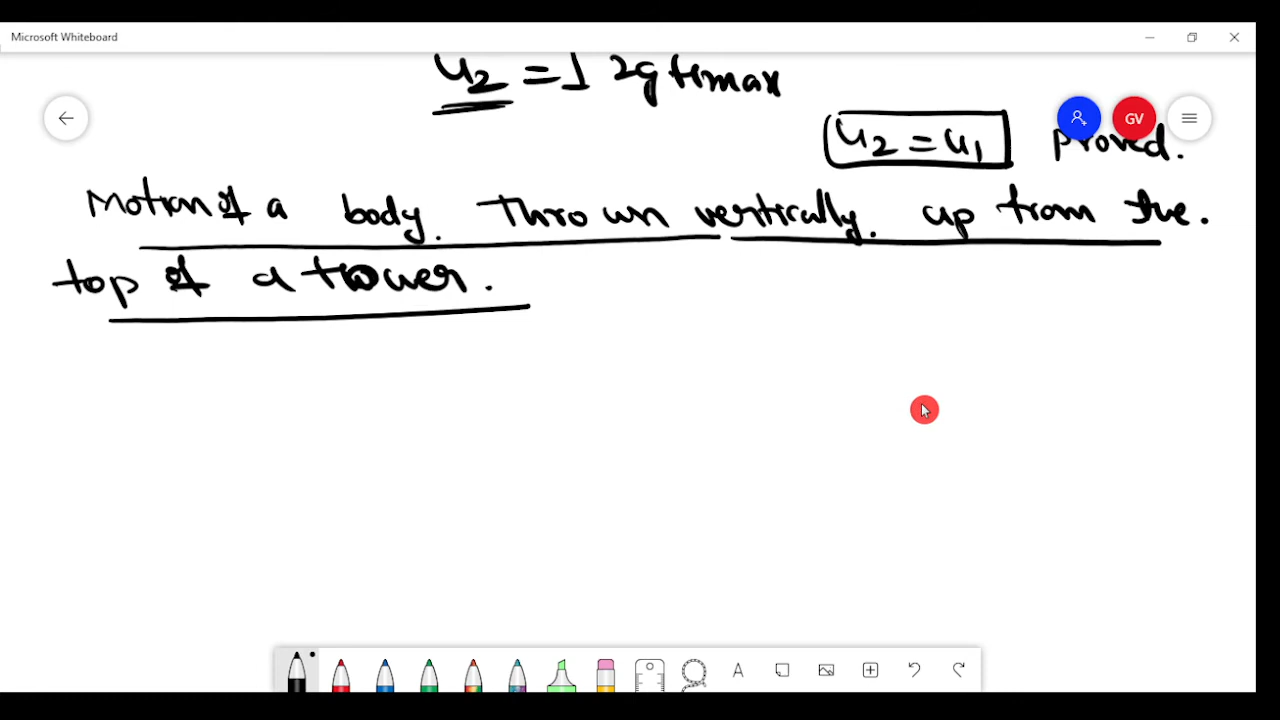 Microsoft Whiteboard
u2 = √2g Hmax
GV
u2 = u1 proved.
Motion of a body. Thrown vertically. up from the.
top of a tower.
A